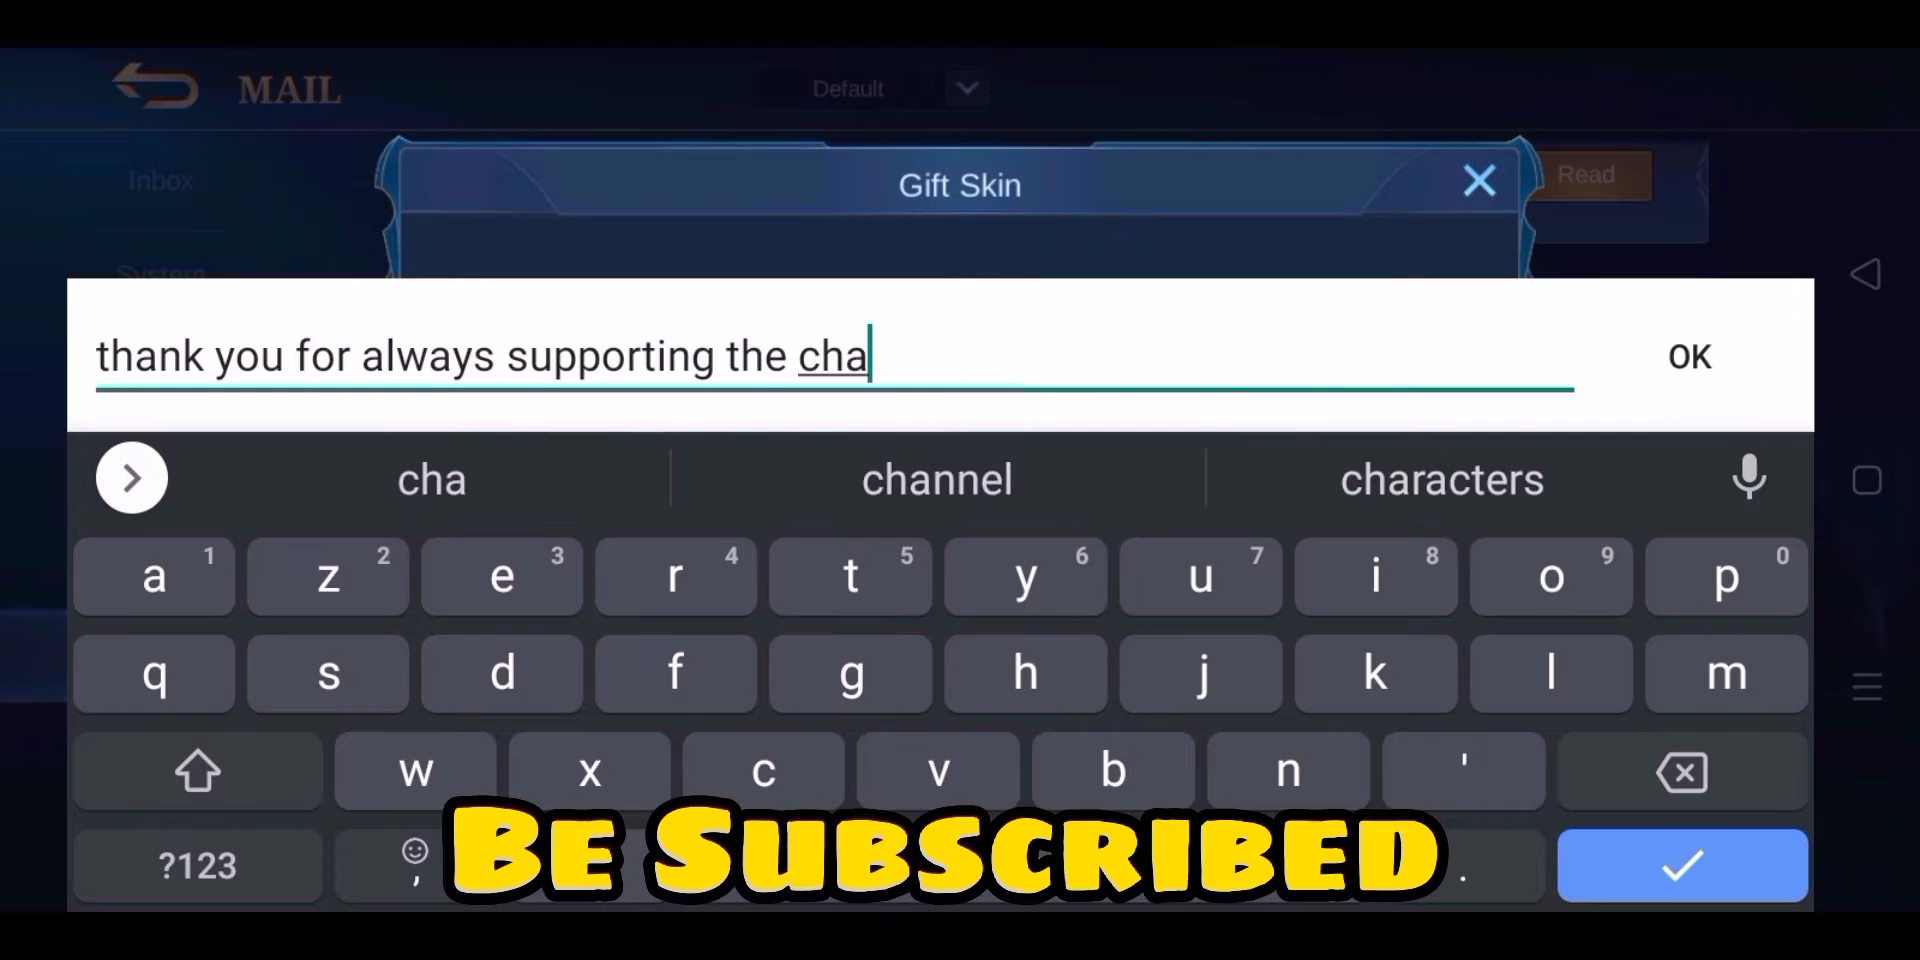 MAIL
Default
Inbox
Gift Skin
Read
System
thank you for always supporting the cha
OK
cha channel characters
a 1 z 2 e 3 r 4 t 5 y 6 u 7 i 8 o 9 p 0
q s d f g h j k l m
w x c v b n '
?123 , .
BE SUBSCRIBED